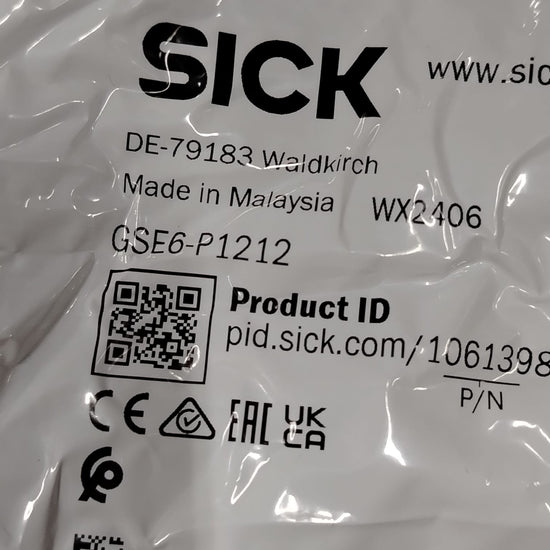 SICK
www.sic
DE-79183 Waldkirch
Made in Malaysia WX2406
GSE6-P1212
Product ID
pid.sick.com/1061398
P/N
CE
EAC UK
CA